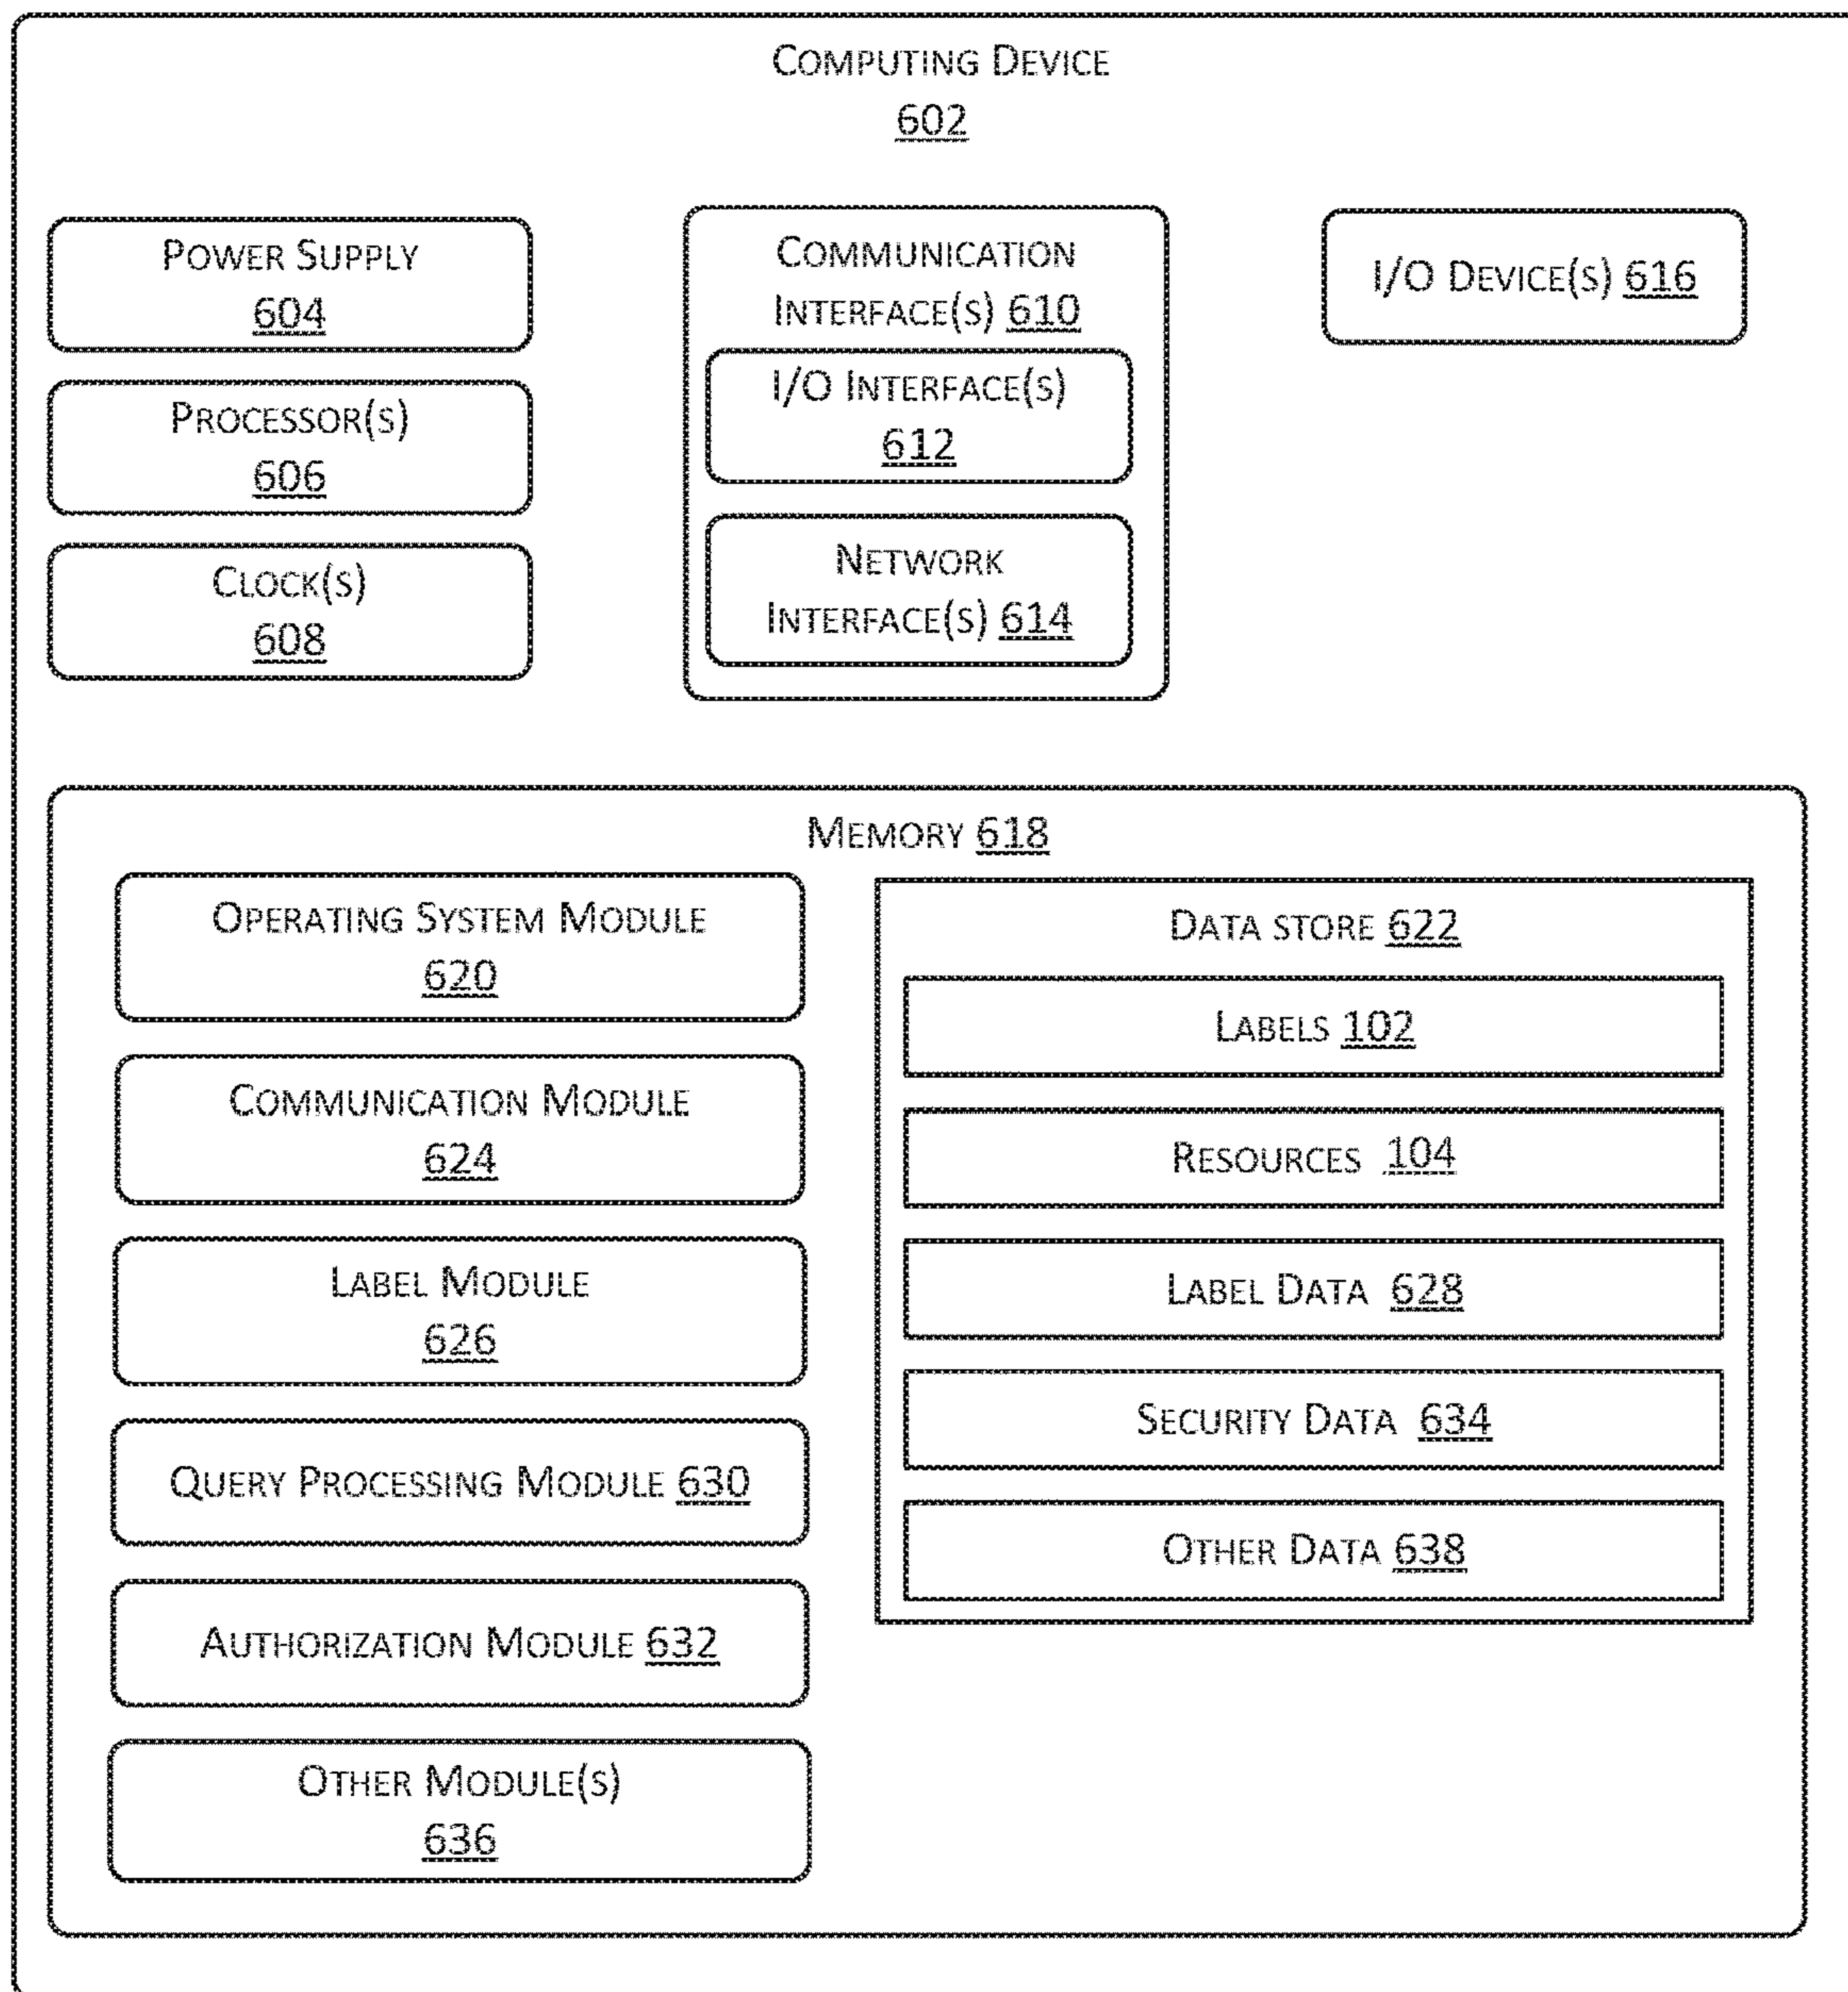 COMPUTING DEVICE
602
POWER SUPPLY
604
PROCESSOR(S)
606
CLOCK(S)
608
COMMUNICATION
INTERFACE(S) 610
I/O INTERFACE(S)
612
NETWORK
INTERFACE(S) 614
I/O DEVICE(S) 616
MEMORY 618
OPERATING SYSTEM MODULE
620
COMMUNICATION MODULE
624
LABEL MODULE
626
QUERY PROCESSING MODULE 630
AUTHORIZATION MODULE 632
OTHER MODULE(S)
636
DATA STORE 622
LABELS 102
RESOURCES 104
LABEL DATA 628
SECURITY DATA 634
OTHER DATA 638